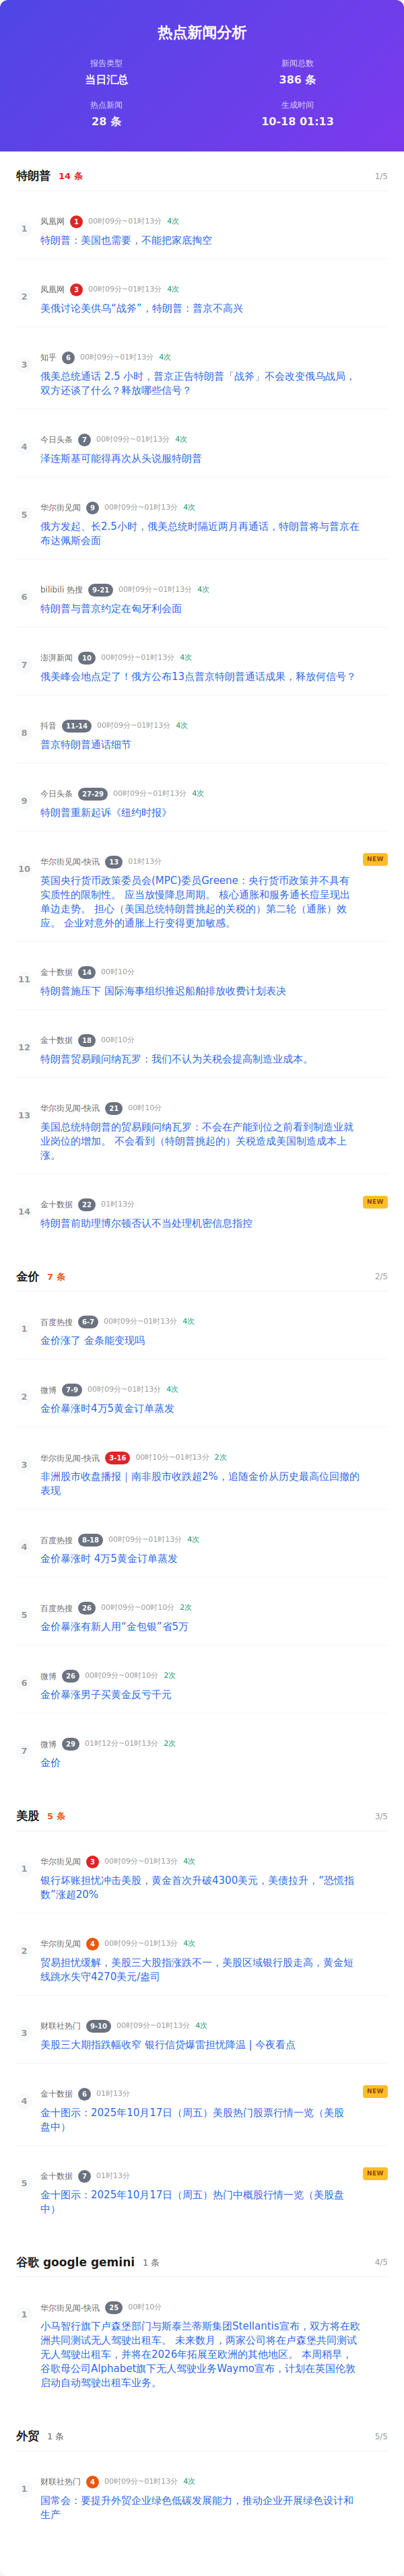 热点新闻分析
报告类型
新闻总数
当日汇总
386 条
热点新闻
生成时间
28 条
10-18 01:13
特朗普 14 条 1/5
1
凤凰网 1 00时09分~01时13分 4次
特朗普：美国也需要，不能把家底掏空
2
凤凰网 3 00时09分~01时13分 4次
美俄讨论美供乌“战斧”，特朗普：普京不高兴
3
知乎 6 00时09分~01时13分 4次
俄美总统通话 2.5 小时，普京正告特朗普「战斧」不会改变俄乌战局，
双方还谈了什么？释放哪些信号？
4
今日头条 7 00时09分~01时13分 4次
泽连斯基可能得再次从头说服特朗普
5
华尔街见闻 9 00时09分~01时13分 4次
俄方发起、长2.5小时，俄美总统时隔近两月再通话，特朗普将与普京在
布达佩斯会面
6
bilibili 热搜 9-21 00时09分~01时13分 4次
特朗普与普京约定在匈牙利会面
7
澎湃新闻 10 00时09分~01时13分 4次
俄美峰会地点定了！俄方公布13点普京特朗普通话成果，释放何信号？
8
抖音 11-14 00时09分~01时13分 4次
普京特朗普通话细节
9
今日头条 27-29 00时09分~01时13分 4次
特朗普重新起诉《纽约时报》
10
华尔街见闻-快讯 13 01时13分 NEW
英国央行货币政策委员会(MPC)委员Greene：央行货币政策并不具有
实质性的限制性。 应当放慢降息周期。 核心通胀和服务通长痘呈现出
单边走势。 担心（美国总统特朗普挑起的关税的）第二轮（通胀）效
应。 企业对意外的通胀上行变得更加敏感。
11
金十数据 14 00时10分
特朗普施压下 国际海事组织推迟船舶排放收费计划表决
12
金十数据 18 00时10分
特朗普贸易顾问纳瓦罗：我们不认为关税会提高制造业成本。
13
华尔街见闻-快讯 21 00时10分
美国总统特朗普的贸易顾问纳瓦罗：不会在产能到位之前看到制造业就
业岗位的增加。 不会看到（特朗普挑起的）关税造成美国制造成本上
涨。
14
金十数据 22 01时13分 NEW
特朗普前助理博尔顿否认不当处理机密信息指控
金价 7 条 2/5
1
百度热搜 6-7 00时09分~01时13分 4次
金价涨了 金条能变现吗
2
微博 7-9 00时09分~01时13分 4次
金价暴涨时4万5黄金订单蒸发
3
华尔街见闻-快讯 3-16 00时10分~01时13分 2次
非洲股市收盘播报｜南非股市收跌超2%，追随金价从历史最高位回撤的
表现
4
百度热搜 8-18 00时09分~01时13分 4次
金价暴涨时 4万5黄金订单蒸发
5
百度热搜 26 00时09分~00时10分 2次
金价暴涨有新人用“金包银”省5万
6
微博 26 00时09分~00时10分 2次
金价暴涨男子买黄金反亏千元
7
微博 29 01时12分~01时13分 2次
金价
美股 5 条 3/5
1
华尔街见闻 3 00时09分~01时13分 4次
银行坏账担忧冲击美股，黄金首次升破4300美元，美债拉升，“恐慌指
数”涨超20%
2
华尔街见闻 4 00时09分~01时13分 4次
贸易担忧缓解，美股三大股指涨跌不一，美股区域银行股走高，黄金短
线跳水失守4270美元/盎司
3
财联社热门 9-10 00时09分~01时13分 4次
美股三大期指跌幅收窄 银行信贷爆雷担忧降温 | 今夜看点
4
金十数据 6 01时13分 NEW
金十图示：2025年10月17日（周五）美股热门股票行情一览（美股
盘中）
5
金十数据 7 01时13分 NEW
金十图示：2025年10月17日（周五）热门中概股行情一览（美股盘
中）
谷歌 google gemini 1 条 4/5
1
华尔街见闻-快讯 25 00时10分
小马智行旗下卢森堡部门与斯泰兰蒂斯集团Stellantis宣布，双方将在欧
洲共同测试无人驾驶出租车。 未来数月，两家公司将在卢森堡共同测试
无人驾驶出租车，并将在2026年拓展至欧洲的其他地区。 本周稍早，
谷歌母公司Alphabet旗下无人驾驶业务Waymo宣布，计划在英国伦敦
启动自动驾驶出租车业务。
外贸 1 条 5/5
1
财联社热门 4 00时09分~01时13分 4次
国常会：要提升外贸企业绿色低碳发展能力，推动企业开展绿色设计和
生产